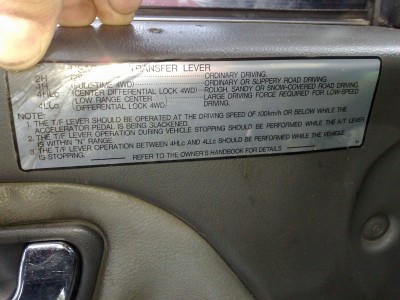 TRANSFER LEVER
2H ORDINARY DRIVING.
(FULLTIME 4WD) ORDINARY OR SLIPPERY ROAD DRIVING.
4HLc (CENTER DIFFERENTIAL LOCK 4WD) ROUGH, SANDY OR SNOW-COVERED ROAD DRIVING.
4LLc (LOW RANGE CENTER DIFFERENTIAL LOCK 4WD) LARGE DRIVING FORCE REQUIRED FOR LOW-SPEED DRIVING.
NOTE:
1. THE T/F LEVER SHOULD BE OPERATED AT THE DRIVING SPEED OF 100km/h OR BELOW WHILE THE
ACCELERATOR PEDAL IS BEING SLACKENED.
2. THE T/F LEVER OPERATION DURING VEHICLE STOPPING SHOULD BE PERFORMED WHILE THE A/T LEVER
IS WITHIN "N" RANGE.
3. THE T/F LEVER OPERATION BETWEEN 4HLc AND 4LLc SHOULD BE PERFORMED WHILE THE VEHICLE
IS STOPPING.
REFER TO THE OWNER'S HANDBOOK FOR DETAILS